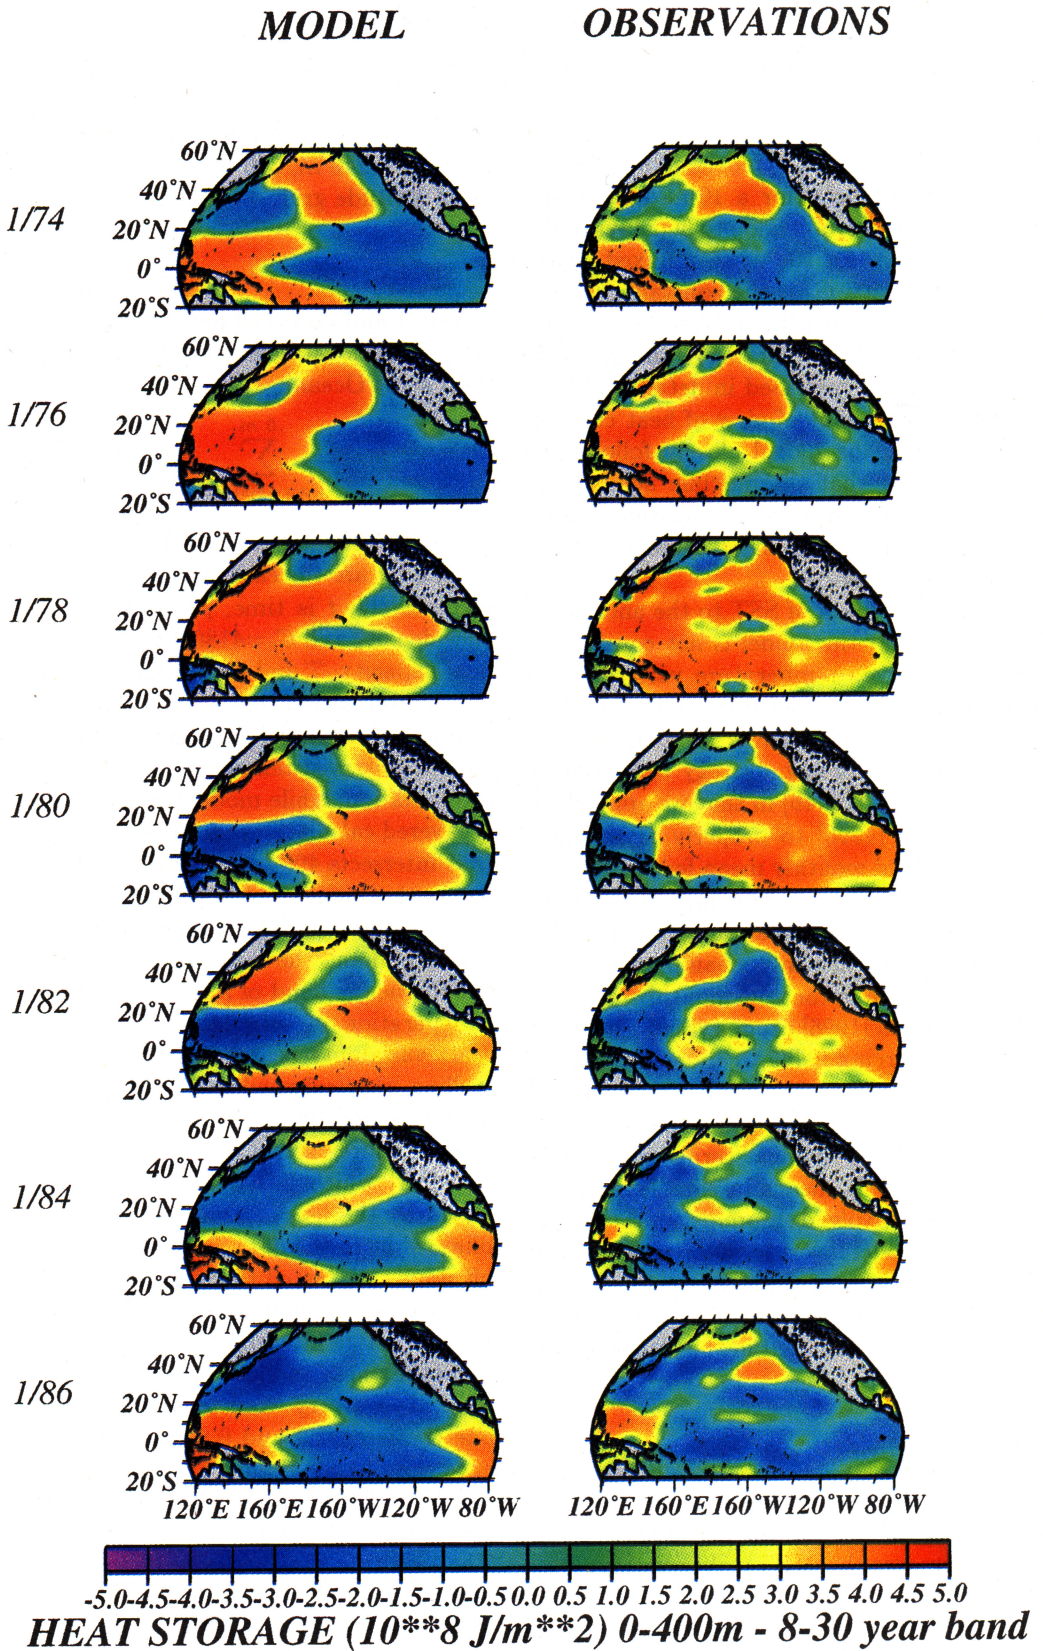 MODEL OBSERVATIONS
60°N
40°N
1/74
20°N
0°
20°S
60°N
40°N
1/76
20°N
0°
20°S
60°N
40°N
1/78
20°N
0°
20°S
60°N
40°N
1/80
20°N
0°
20°S
60°N
40°N
1/82
20°N
0°
20°S
60°N
40°N
1/84
20°N
0°
20°S
60°N
40°N
1/86
20°N
0°
20°S
120°E 160°E 160°W 120°W 80°W 120°E 160°E 160°W 120°W 80°W
-5.0 -4.5 -4.0 -3.5 -3.0 -2.5 -2.0 -1.5 -1.0 -0.5 0.0 0.5 1.0 1.5 2.0 2.5 3.0 3.5 4.0 4.5 5.0
HEAT STORAGE (10**8 J/m**2) 0-400m - 8-30 year band